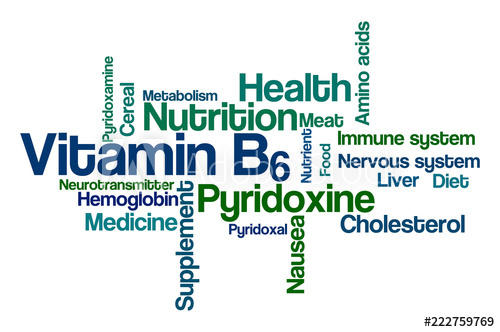 Amino acids
Pyridoxamine
Cereal
Metabolism
Health
Nutrition
Meat
Vitamin B6
Nutrient
Food
Immune system
Nervous system
Neurotransmitter
Liver
Diet
Hemoglobin
Pyridoxine
Medicine
Supplement
Pyridoxal
Nausea
Cholesterol
#222759769